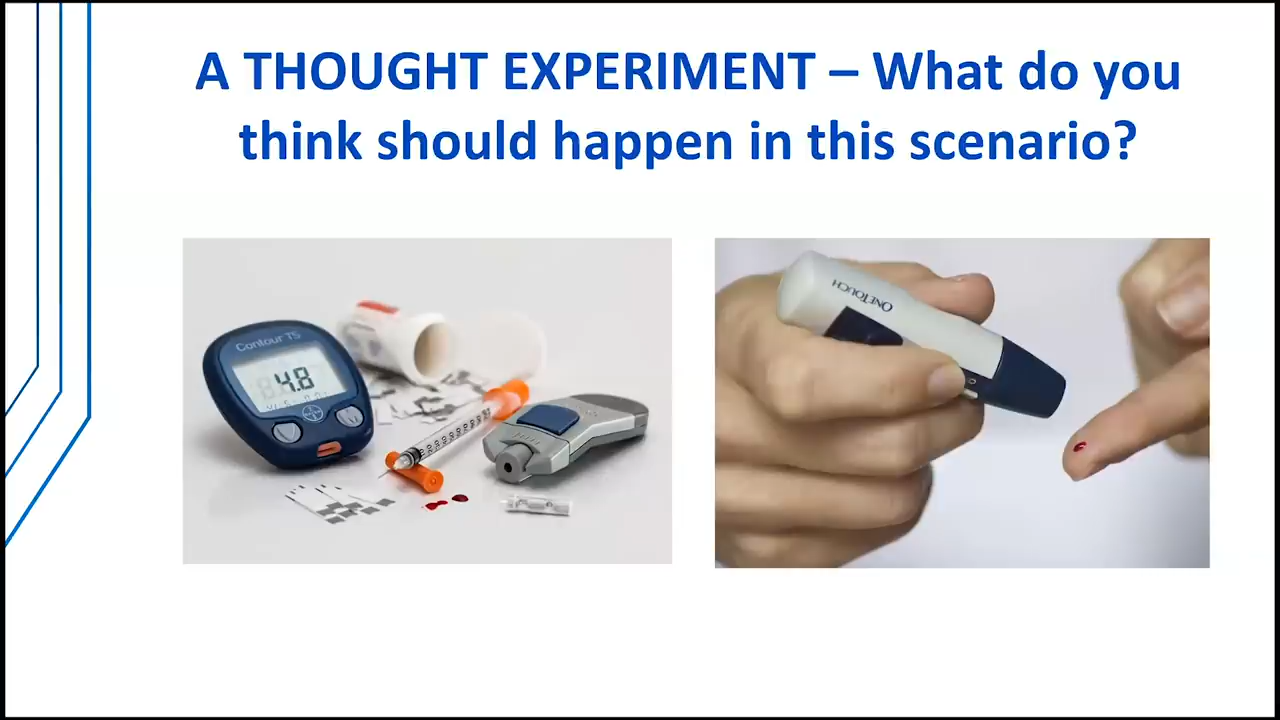 A THOUGHT EXPERIMENT – What do you
think should happen in this scenario?
Contour TS
4.8
ONETOUCH